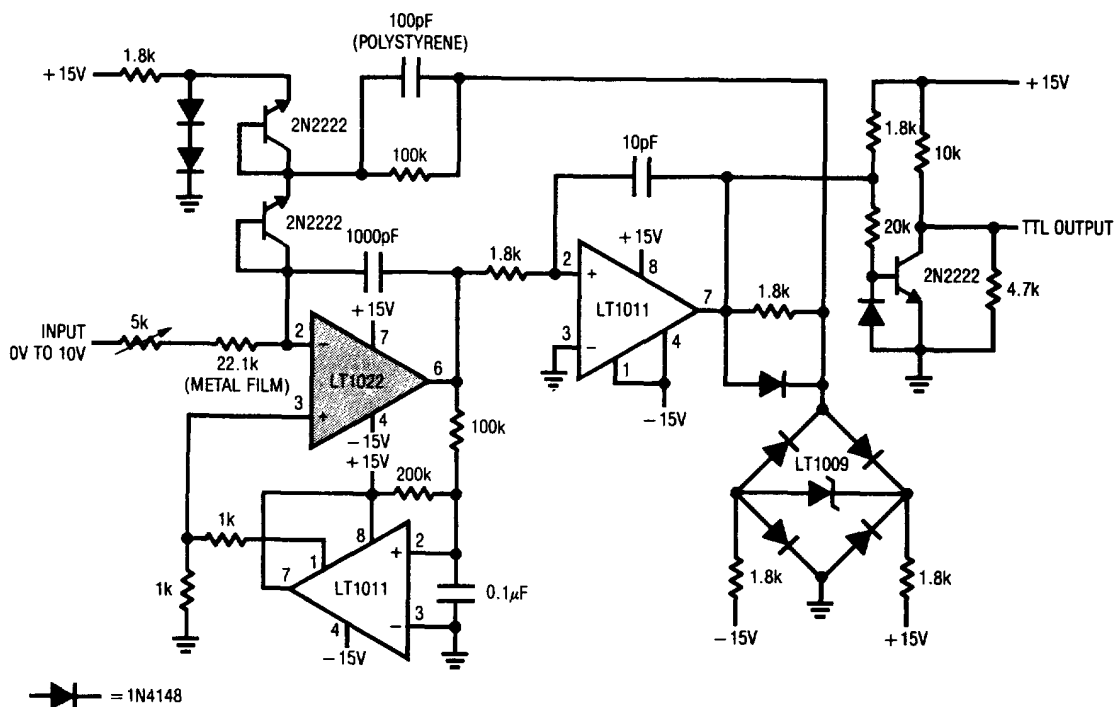 100pF
(POLYSTYRENE)
1.8k
+15V
2N2222
100k
2N2222
1000pF
10pF
+15V
1.8k
10k
20k
TTL OUTPUT
2N2222
4.7k
1.8k
+15V
2
+
8
LT1011
7
1.8k
3
−
4
1
−15V
INPUT
0V TO 10V
5k
22.1k
(METAL FILM)
+15V
2
−
7
LT1022
6
3
+
4
−15V
100k
+15V
200k
1k
1k
8
1
+
2
7
LT1011
0.1μF
4
−
3
−15V
LT1009
1.8k
1.8k
−15V
+15V
= 1N4148